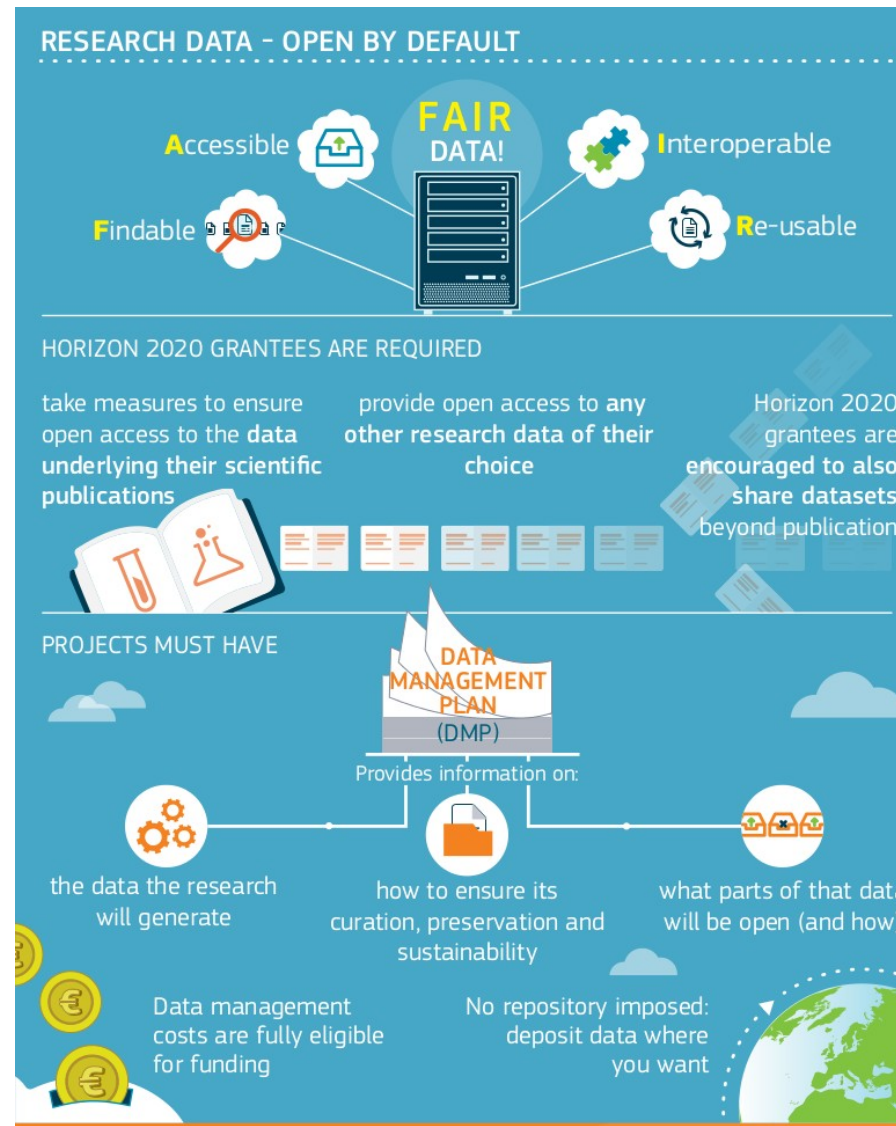 RESEARCH DATA - OPEN BY DEFAULT
FAIR
DATA!
Accessible
Interoperable
Findable
Re-usable
HORIZON 2020 GRANTEES ARE REQUIRED
take measures to ensure
open access to the data
underlying their scientific
publications
provide open access to any
other research data of their
choice
Horizon 2020
grantees are
encouraged to also
share datasets
beyond publication
PROJECTS MUST HAVE
DATA
MANAGEMENT
PLAN
(DMP)
Provides information on:
the data the research
will generate
how to ensure its
curation, preservation and
sustainability
what parts of that data
will be open (and how
Data management
costs are fully eligible
for funding
No repository imposed:
deposit data where
you want
€
€
€